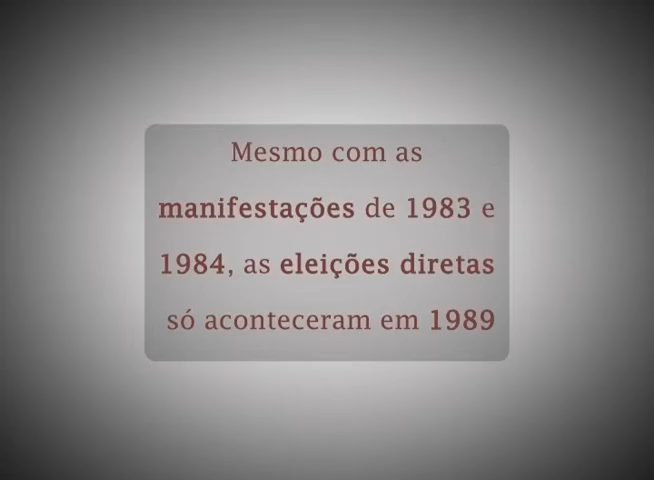 Mesmo com as
manifestações de 1983 e
1984, as eleições diretas
só aconteceram em 1989